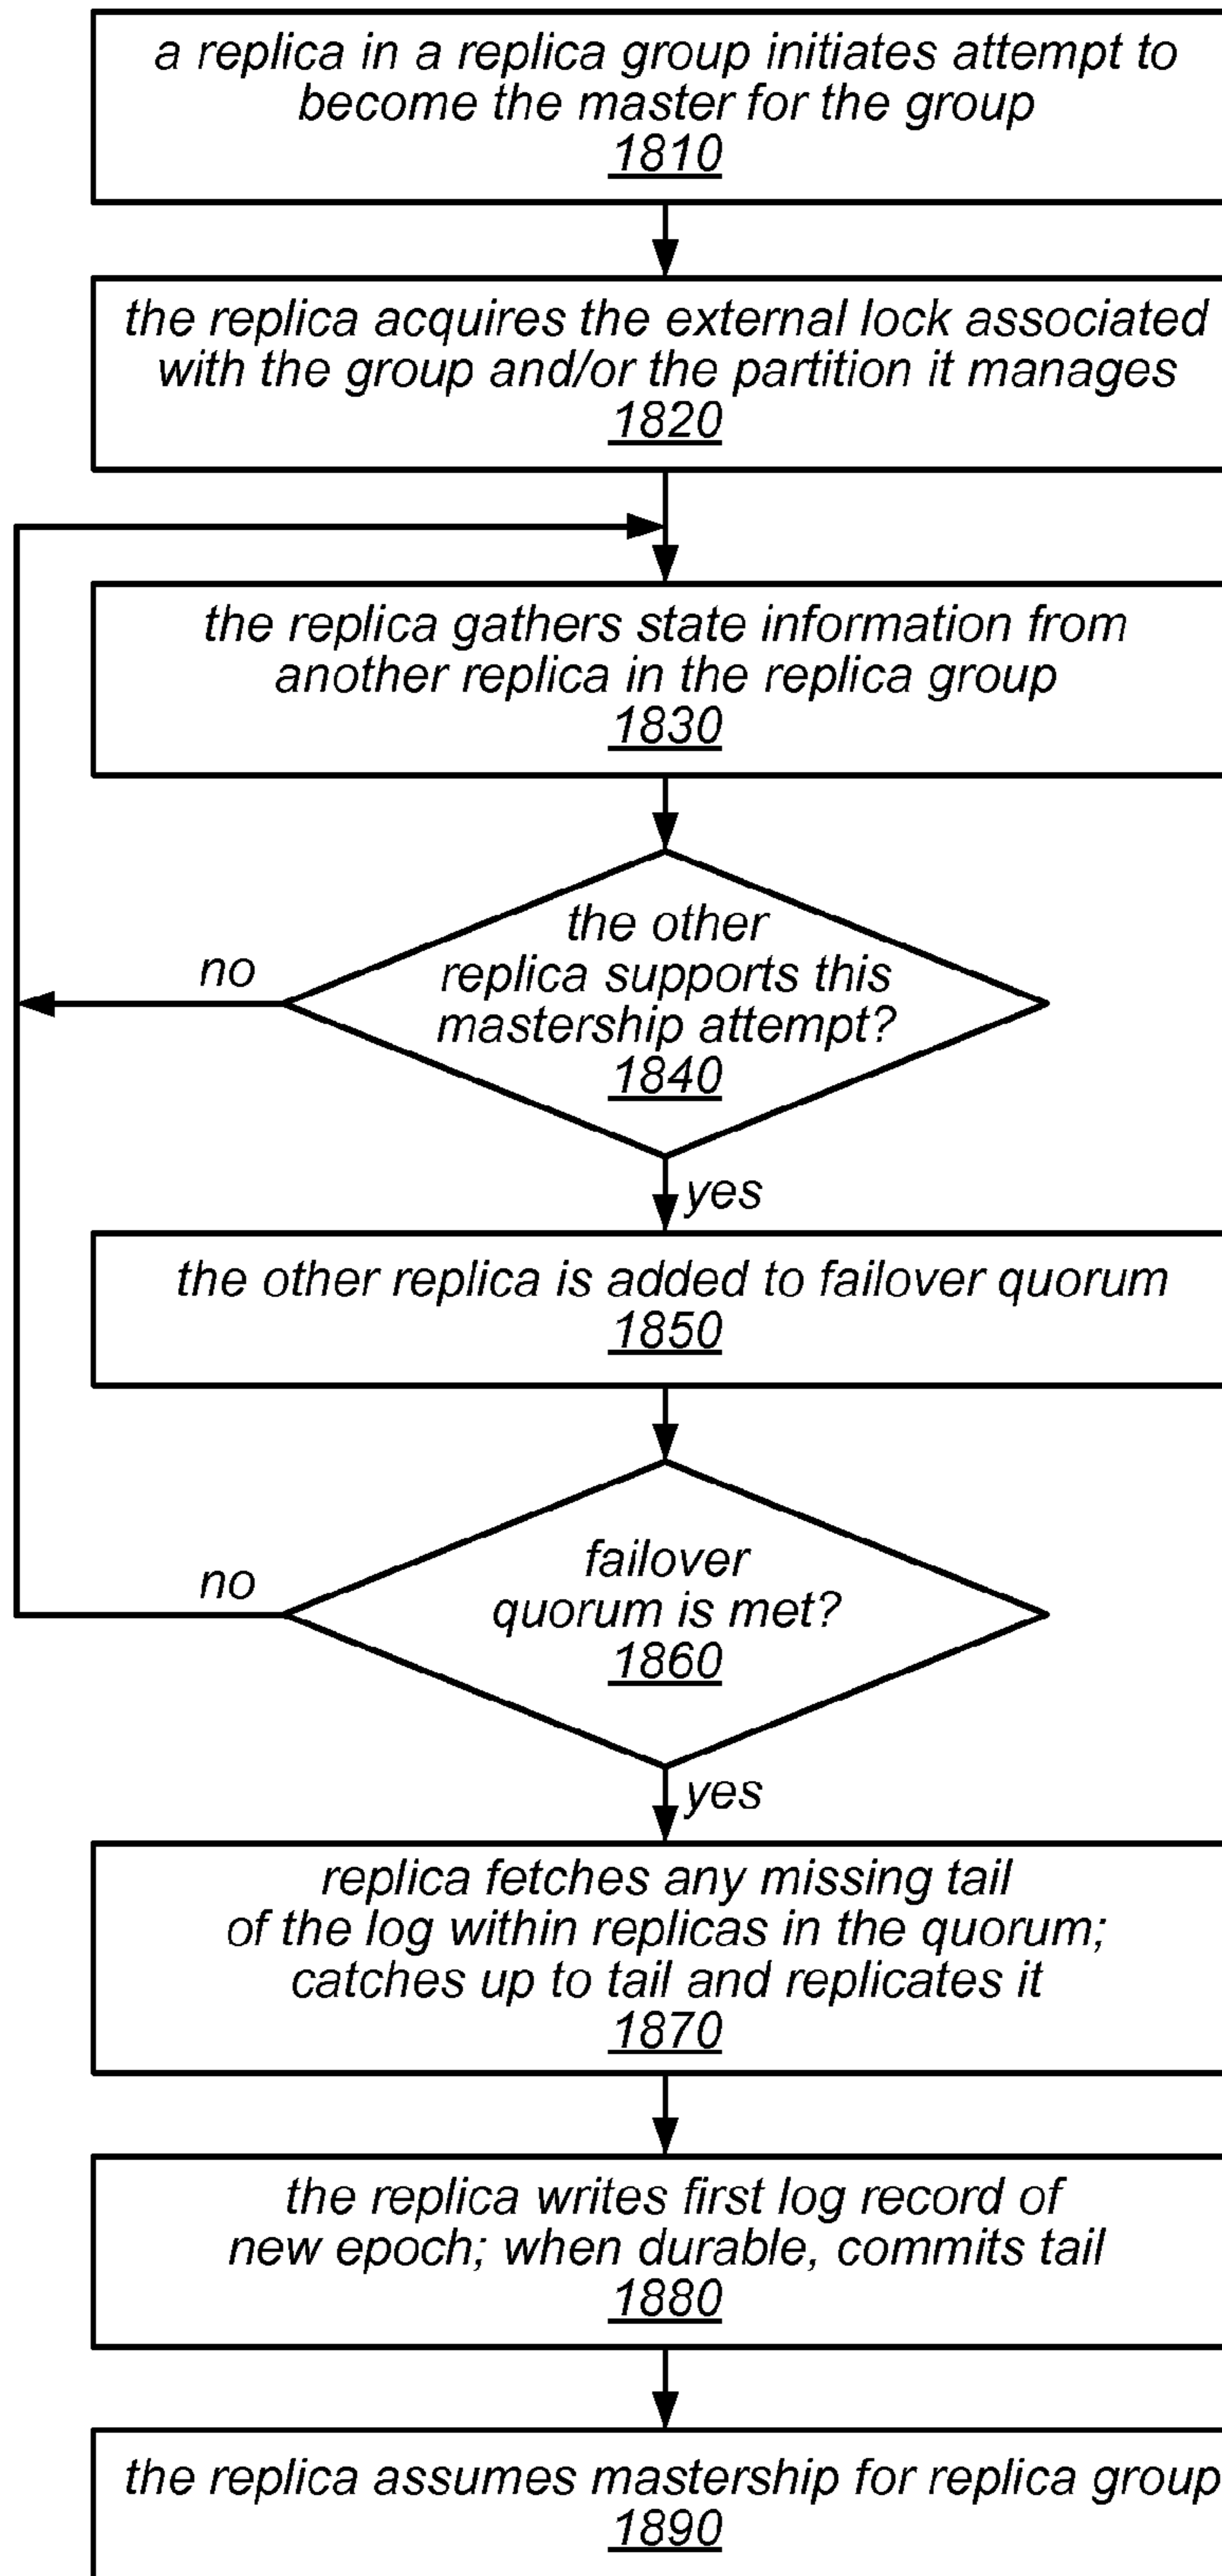 a replica in a replica group initiates attempt to
become the master for the group
1810
the replica acquires the external lock associated
with the group and/or the partition it manages
1820
the replica gathers state information from
another replica in the replica group
1830
the other
replica supports this
mastership attempt?
1840
no
yes
the other replica is added to failover quorum
1850
failover
quorum is met?
1860
no
yes
replica fetches any missing tail
of the log within replicas in the quorum;
catches up to tail and replicates it
1870
the replica writes first log record of
new epoch; when durable, commits tail
1880
the replica assumes mastership for replica group
1890